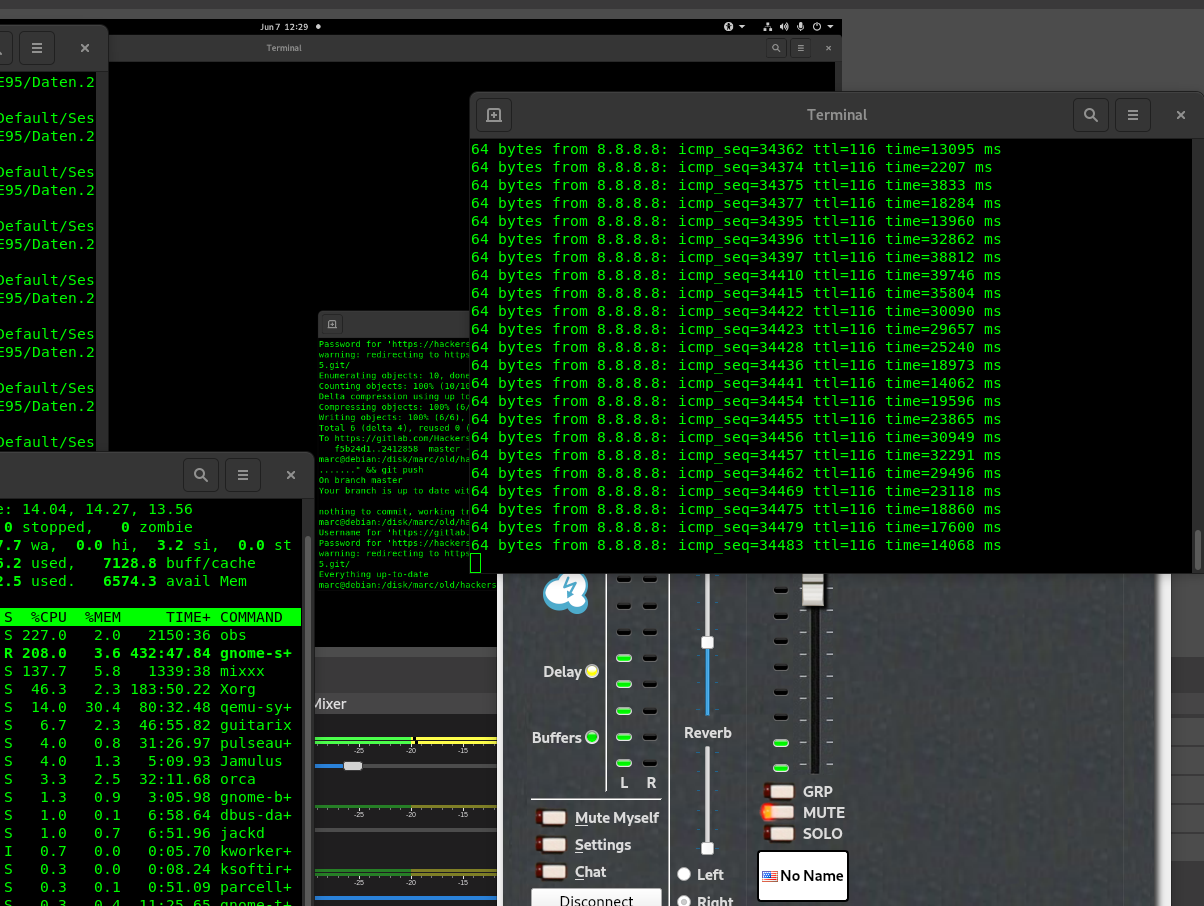 Jun 7 12:29
Terminal
E95/Daten.2
Default/Ses
E95/Daten.2
Default/Ses
E95/Daten.2
Default/Ses
E95/Daten.2
Default/Ses
E95/Daten.2
Default/Ses
E95/Daten.2
Default/Ses
E95/Daten.2
Default/Ses
Terminal
64 bytes from 8.8.8.8: icmp_seq=34362 ttl=116 time=13095 ms
64 bytes from 8.8.8.8: icmp_seq=34374 ttl=116 time=2207 ms
64 bytes from 8.8.8.8: icmp_seq=34375 ttl=116 time=3833 ms
64 bytes from 8.8.8.8: icmp_seq=34377 ttl=116 time=18284 ms
64 bytes from 8.8.8.8: icmp_seq=34395 ttl=116 time=13960 ms
64 bytes from 8.8.8.8: icmp_seq=34396 ttl=116 time=32862 ms
64 bytes from 8.8.8.8: icmp_seq=34397 ttl=116 time=38812 ms
64 bytes from 8.8.8.8: icmp_seq=34410 ttl=116 time=39746 ms
64 bytes from 8.8.8.8: icmp_seq=34415 ttl=116 time=35804 ms
64 bytes from 8.8.8.8: icmp_seq=34422 ttl=116 time=30090 ms
64 bytes from 8.8.8.8: icmp_seq=34423 ttl=116 time=29657 ms
64 bytes from 8.8.8.8: icmp_seq=34428 ttl=116 time=25240 ms
64 bytes from 8.8.8.8: icmp_seq=34436 ttl=116 time=18973 ms
64 bytes from 8.8.8.8: icmp_seq=34441 ttl=116 time=14062 ms
64 bytes from 8.8.8.8: icmp_seq=34454 ttl=116 time=19596 ms
64 bytes from 8.8.8.8: icmp_seq=34455 ttl=116 time=23865 ms
64 bytes from 8.8.8.8: icmp_seq=34456 ttl=116 time=30949 ms
64 bytes from 8.8.8.8: icmp_seq=34457 ttl=116 time=32291 ms
64 bytes from 8.8.8.8: icmp_seq=34462 ttl=116 time=29496 ms
64 bytes from 8.8.8.8: icmp_seq=34469 ttl=116 time=23118 ms
64 bytes from 8.8.8.8: icmp_seq=34475 ttl=116 time=18860 ms
64 bytes from 8.8.8.8: icmp_seq=34479 ttl=116 time=17600 ms
64 bytes from 8.8.8.8: icmp_seq=34483 ttl=116 time=14068 ms
Password for 'https://hackers
warning: redirecting to https
5.git/
Enumerating objects: 10, done
Counting objects: 100% (10/10
Delta compression using up to
Compressing objects: 100% (6/
Writing objects: 100% (6/6),
Total 6 (delta 4), reused 0 (
To https://gitlab.com/Hackers
f5b24d1..2412858 master
marc@debian:/disk/marc/old/ha
......." && git push
On branch master
Your branch is up to date wit
nothing to commit, working tr
marc@debian:/disk/marc/old/ha
Username for 'https://gitlab.
Password for 'https://hackers
warning: redirecting to https
5.git/
Everything up-to-date
marc@debian:/disk/marc/old/hackers
e: 14.04, 14.27, 13.56
0 stopped, 0 zombie
7.7 wa, 0.0 hi, 3.2 si, 0.0 st
5.2 used, 7128.8 buff/cache
2.5 used. 6574.3 avail Mem
S %CPU %MEM TIME+ COMMAND
S 227.0 2.0 2150:36 obs
R 208.0 3.6 432:47.84 gnome-s+
S 137.7 5.8 1339:38 mixxx
S 46.3 2.3 183:50.22 Xorg
S 14.0 30.4 80:32.48 qemu-sy+
S 6.7 2.3 46:55.82 guitarix
S 4.0 0.8 31:26.97 pulseau+
S 4.0 1.3 5:09.93 Jamulus
S 3.3 2.5 32:11.68 orca
S 1.3 0.9 3:05.98 gnome-b+
S 1.0 0.1 6:58.64 dbus-da+
S 1.0 0.7 6:51.96 jackd
I 0.7 0.0 0:05.70 kworker+
S 0.3 0.0 0:08.24 ksoftir+
S 0.3 0.1 0:51.09 parcell+
S 0.3 0.4 11:25.65 gnome-t+
Mixer
-25 -20 -15
-25 -20 -15
-25 -20 -15
Delay
Buffers
L R
Mute Myself
Settings
Chat
Disconnect
Reverb
Left
Right
GRP
MUTE
SOLO
No Name